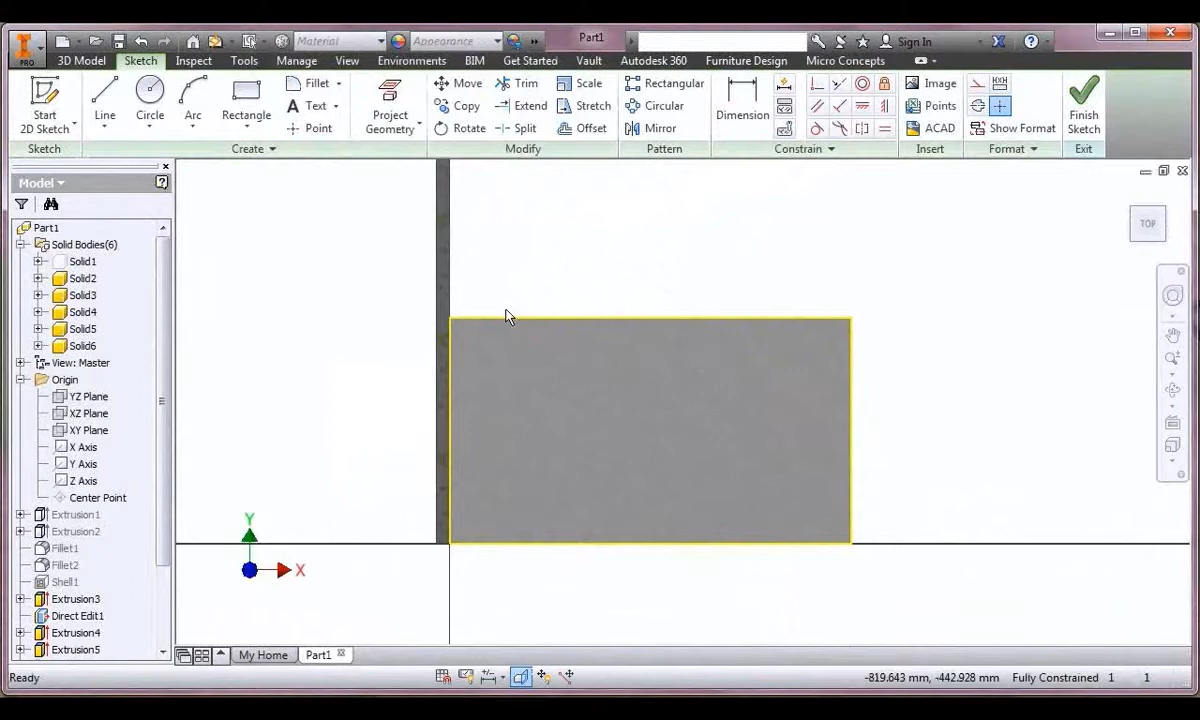 Material Appearance Part1 Sign In
PRO 3D Model Sketch Inspect Tools Manage View Environments BIM Get Started Vault Autodesk 360 Furniture Design Micro Concepts
Start 2D Sketch Line Circle Arc Rectangle Fillet Text Point Project Geometry Move Copy Rotate Trim Extend Split Scale Stretch Offset Rectangular Circular Mirror Dimension Image Points ACAD Show Format Finish Sketch
Sketch Create Modify Pattern Constrain Insert Format Exit
Model
TOP
Part1
Solid Bodies(6)
Solid1
Solid2
Solid3
Solid4
Solid5
Solid6
View: Master
Origin
YZ Plane
XZ Plane
XY Plane
X Axis
Y Axis
Z Axis
Center Point
Extrusion1
Extrusion2
Fillet1
Fillet2
Shell1
Extrusion3
Direct Edit1
Extrusion4
Extrusion5
Y
X
My Home Part1
Ready -819.643 mm, -442.928 mm Fully Constrained 1 1